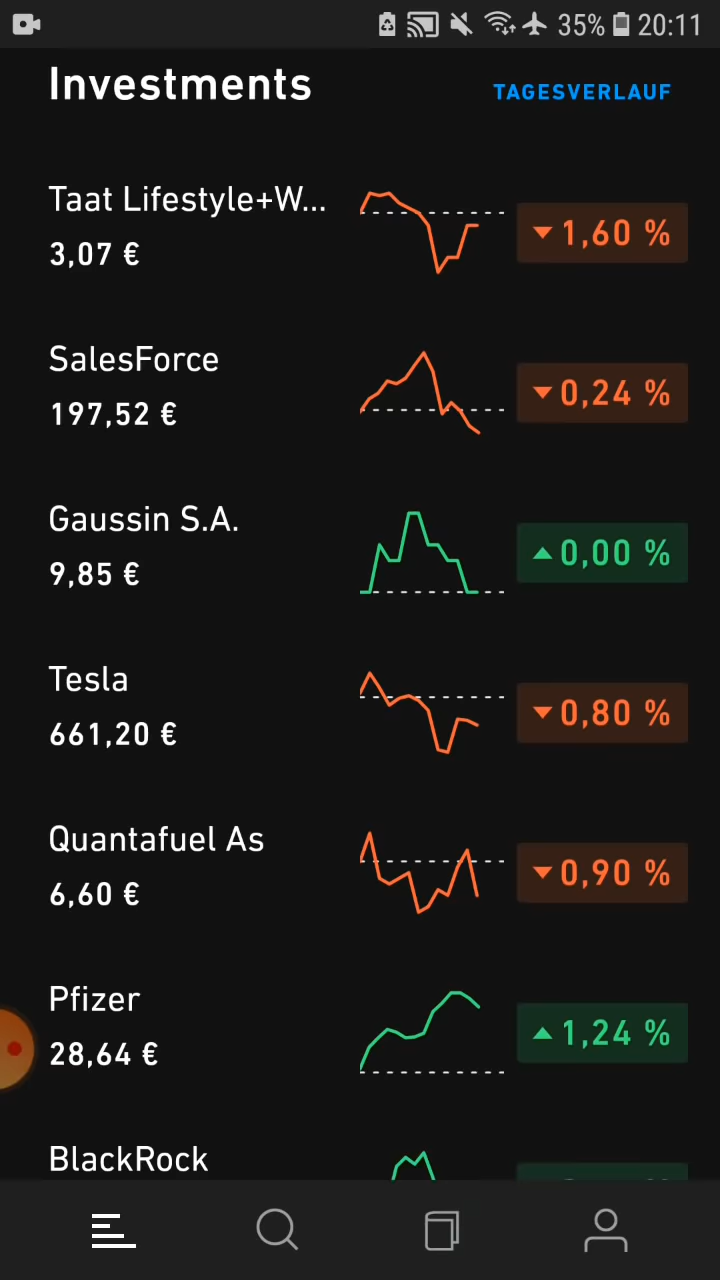 35% 20:11
Investments
TAGESVERLAUF
Taat Lifestyle+W...
3,07 €
▼ 1,60 %
SalesForce
197,52 €
▼ 0,24 %
Gaussin S.A.
9,85 €
▲ 0,00 %
Tesla
661,20 €
▼ 0,80 %
Quantafuel As
6,60 €
▼ 0,90 %
Pfizer
28,64 €
▲ 1,24 %
BlackRock